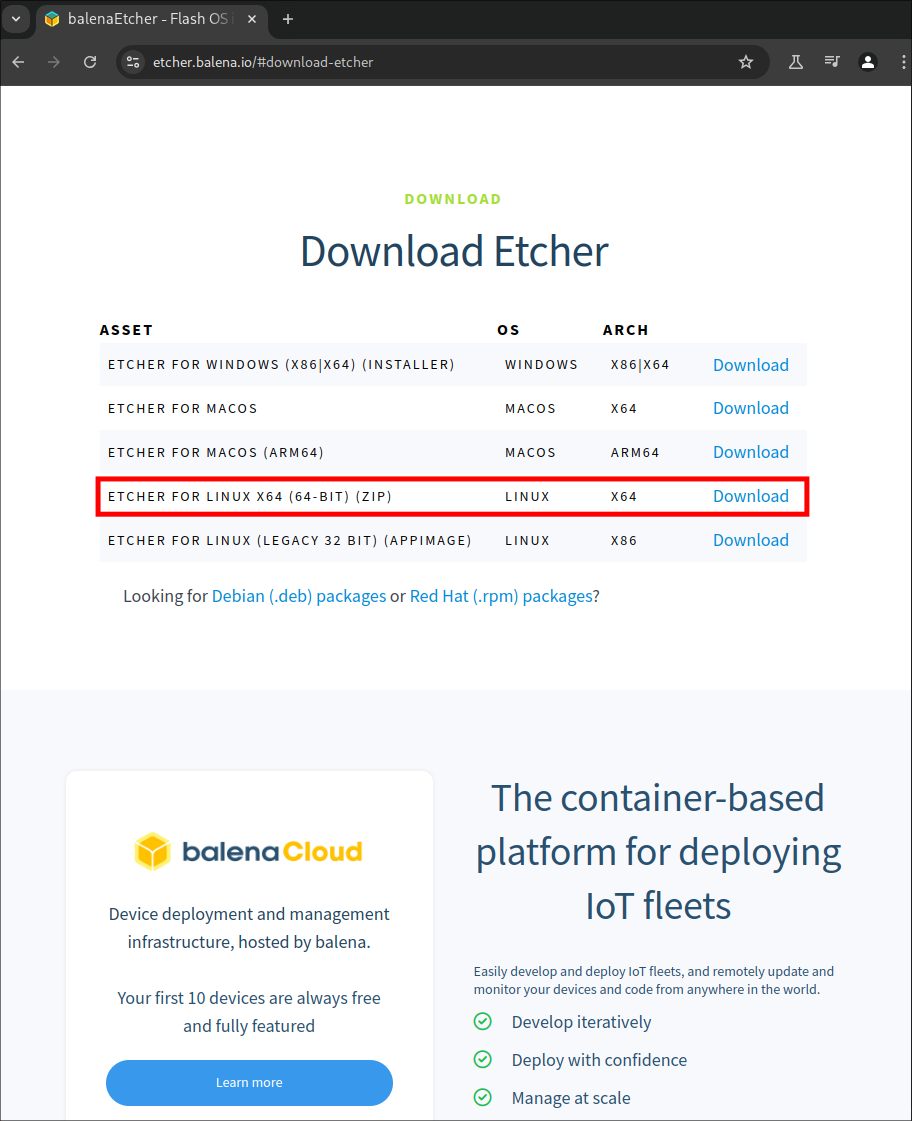 balenaEtcher - Flash OS
etcher.balena.io/#download-etcher
DOWNLOAD
Download Etcher
ASSET OS ARCH
ETCHER FOR WINDOWS (X86|X64) (INSTALLER) WINDOWS X86|X64 Download
ETCHER FOR MACOS MACOS X64 Download
ETCHER FOR MACOS (ARM64) MACOS ARM64 Download
ETCHER FOR LINUX X64 (64-BIT) (ZIP) LINUX X64 Download
ETCHER FOR LINUX (LEGACY 32 BIT) (APPIMAGE) LINUX X86 Download
Looking for Debian (.deb) packages or Red Hat (.rpm) packages?
balenaCloud
Device deployment and management
infrastructure, hosted by balena.
Your first 10 devices are always free
and fully featured
Learn more
The container-based
platform for deploying
IoT fleets
Easily develop and deploy IoT fleets, and remotely update and
monitor your devices and code from anywhere in the world.
Develop iteratively
Deploy with confidence
Manage at scale